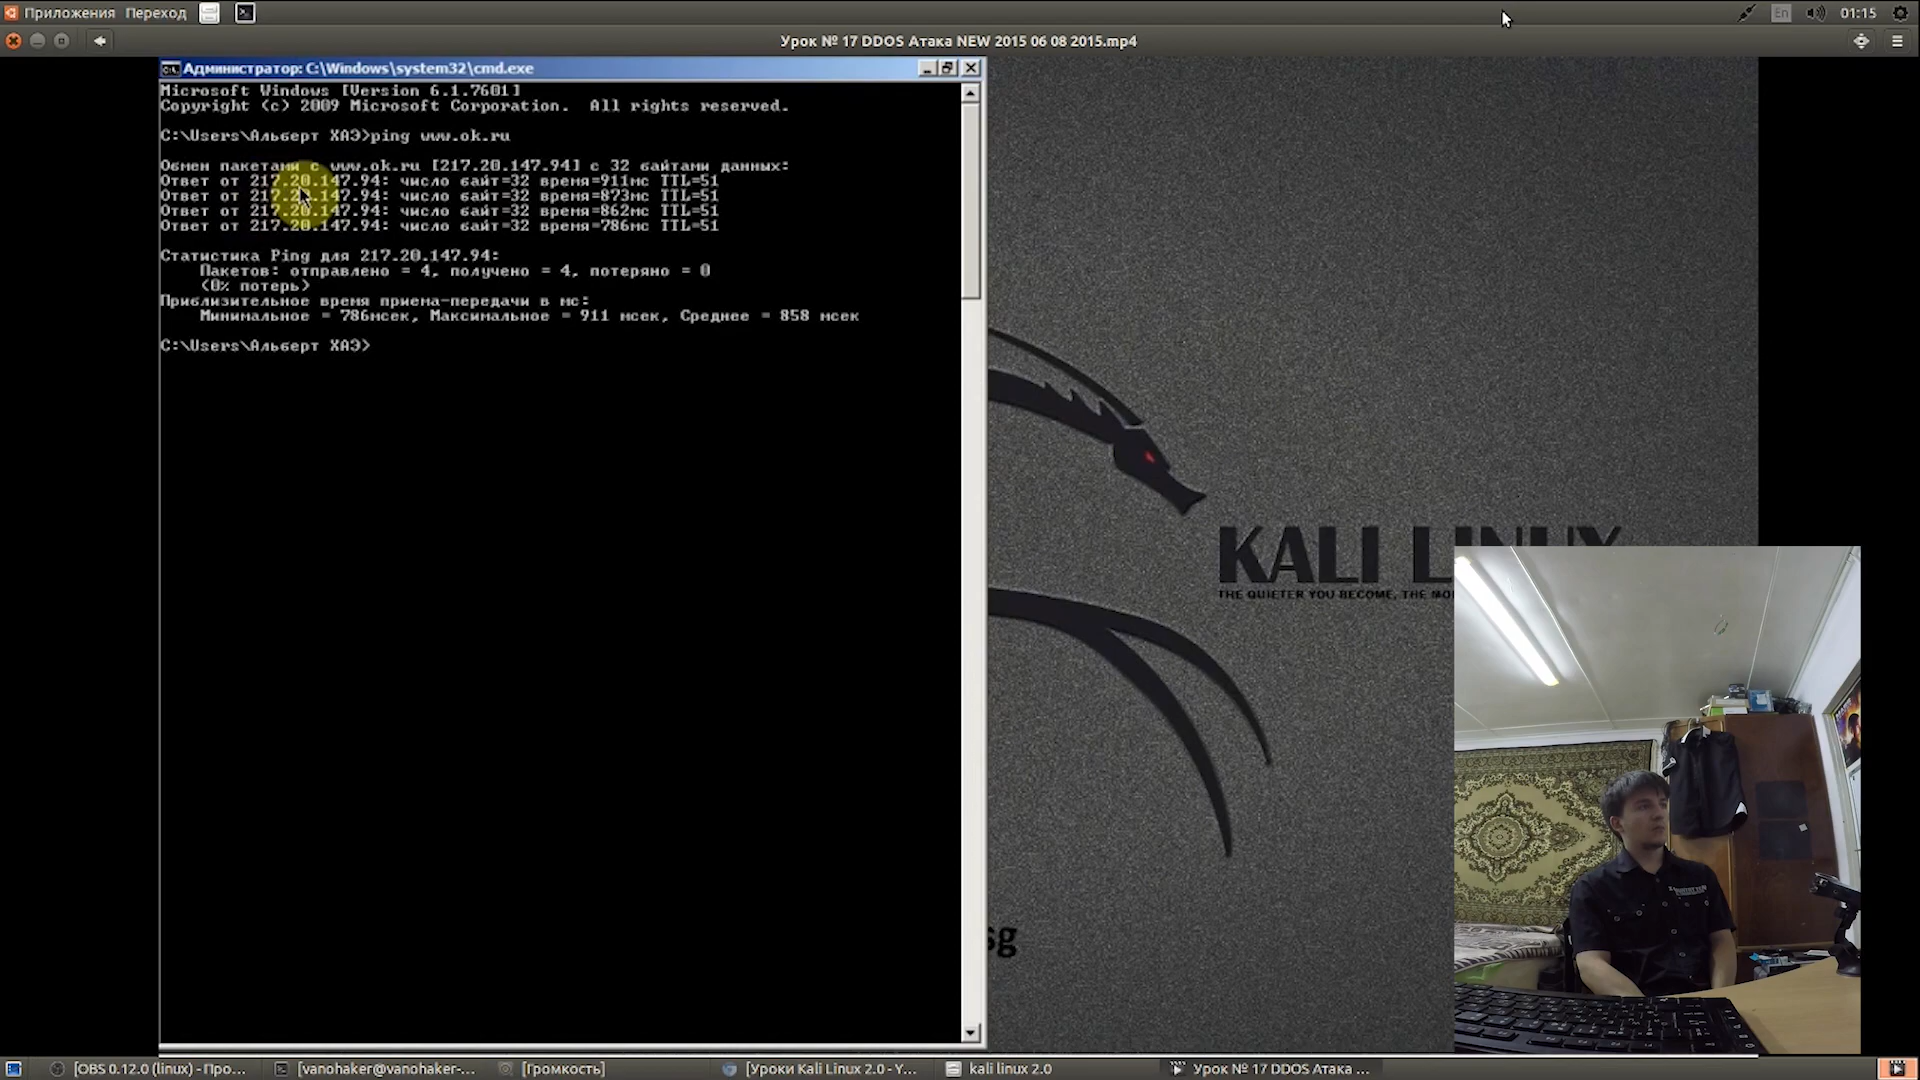 Приложения Переход
En 01:15
Урок № 17 DDOS Атака NEW 2015 06 08 2015.mp4
Администратор: C:\Windows\system32\cmd.exe
Microsoft Windows [Version 6.1.7601]
Copyright (c) 2009 Microsoft Corporation. All rights reserved.
C:\Users\Альберт ХАЭ>ping www.ok.ru
Обмен пакетами с www.ok.ru [217.20.147.94] с 32 байтами данных:
Ответ от 217.20.147.94: число байт=32 время=911мс TTL=51
Ответ от 217.20.147.94: число байт=32 время=873мс TTL=51
Ответ от 217.20.147.94: число байт=32 время=862мс TTL=51
Ответ от 217.20.147.94: число байт=32 время=786мс TTL=51
Статистика Ping для 217.20.147.94:
Пакетов: отправлено = 4, получено = 4, потеряно = 0
(0% потерь)
Приблизительное время приема-передачи в мс:
Минимальное = 786мсек, Максимальное = 911 мсек, Среднее = 858 мсек
C:\Users\Альберт ХАЭ>
KALI LINUX
THE QUIETER YOU BECOME, THE MO
sg
[OBS 0.12.0 (linux) - Про... [vanohaker@vanohaker-... [Громкость] [Уроки Kali Linux 2.0 - Y... kali linux 2.0 Урок № 17 DDOS Атака ...